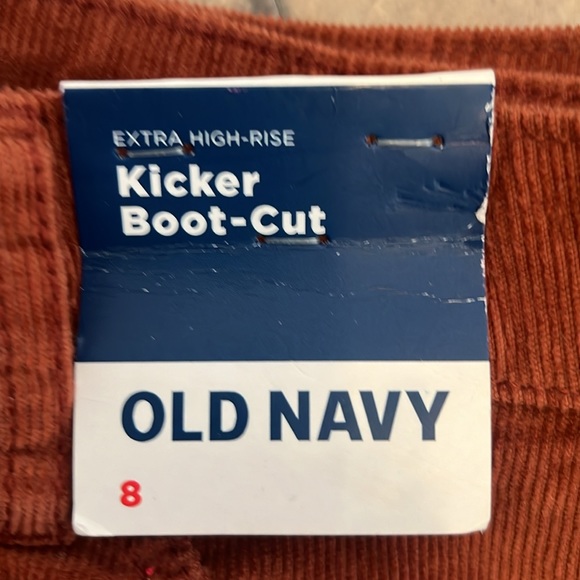 EXTRA HIGH-RISE
Kicker
Boot-Cut
OLD NAVY
8